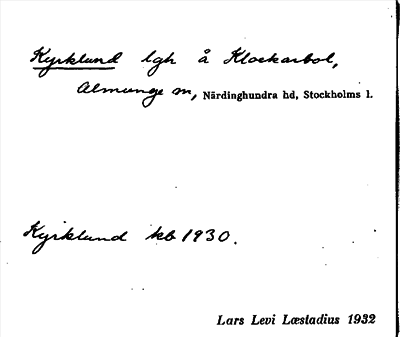 Kyrklund lgh å Klockarbol,
Almunge sn, Närdinghundra hd, Stockholms l.
Kyrklund kb 1930.
Lars Levi Læstadius 1932